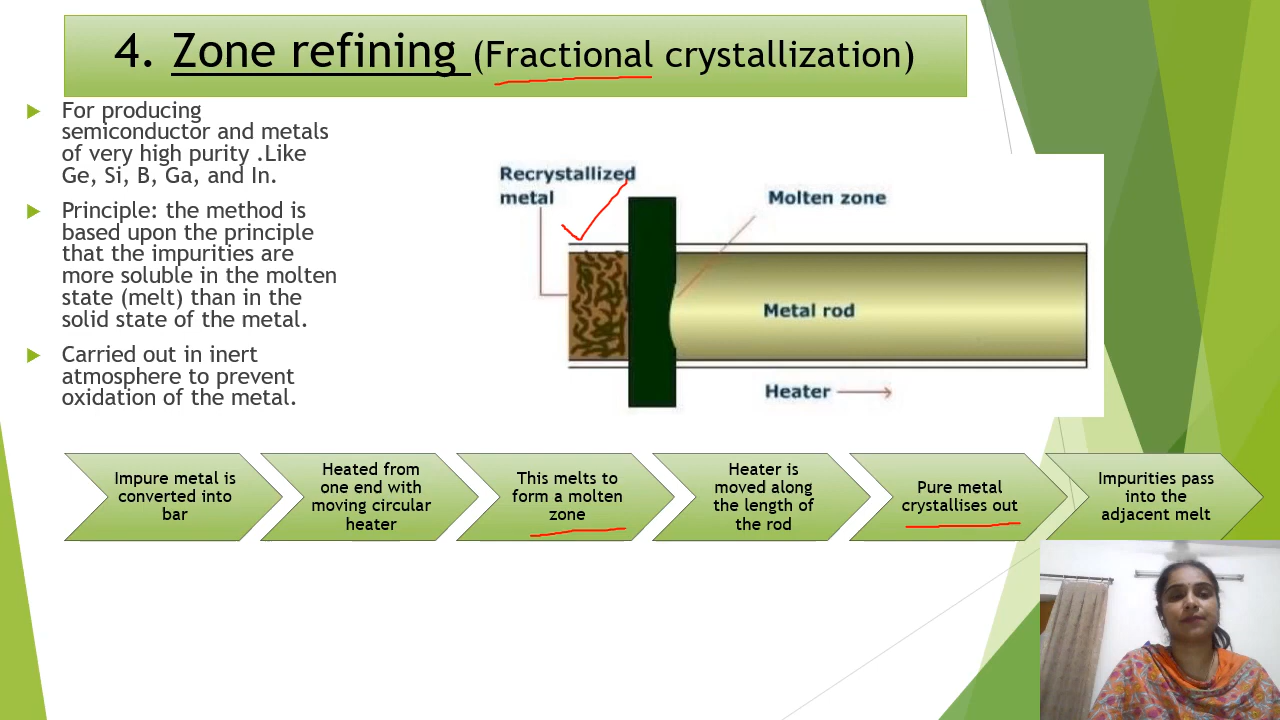 4. Zone refining (Fractional crystallization)
For producing
semiconductor and metals
of very high purity .Like
Ge, Si, B, Ga, and In.
Principle: the method is
based upon the principle
that the impurities are
more soluble in the molten
state (melt) than in the
solid state of the metal.
Carried out in inert
atmosphere to prevent
oxidation of the metal.
Recrystallized
metal
Molten zone
Metal rod
Heater
Impure metal is
converted into
bar
Heated from
one end with
moving circular
heater
This melts to
form a molten
zone
Heater is
moved along
the length of
the rod
Pure metal
crystallises out
Impurities pass
into the
adjacent melt